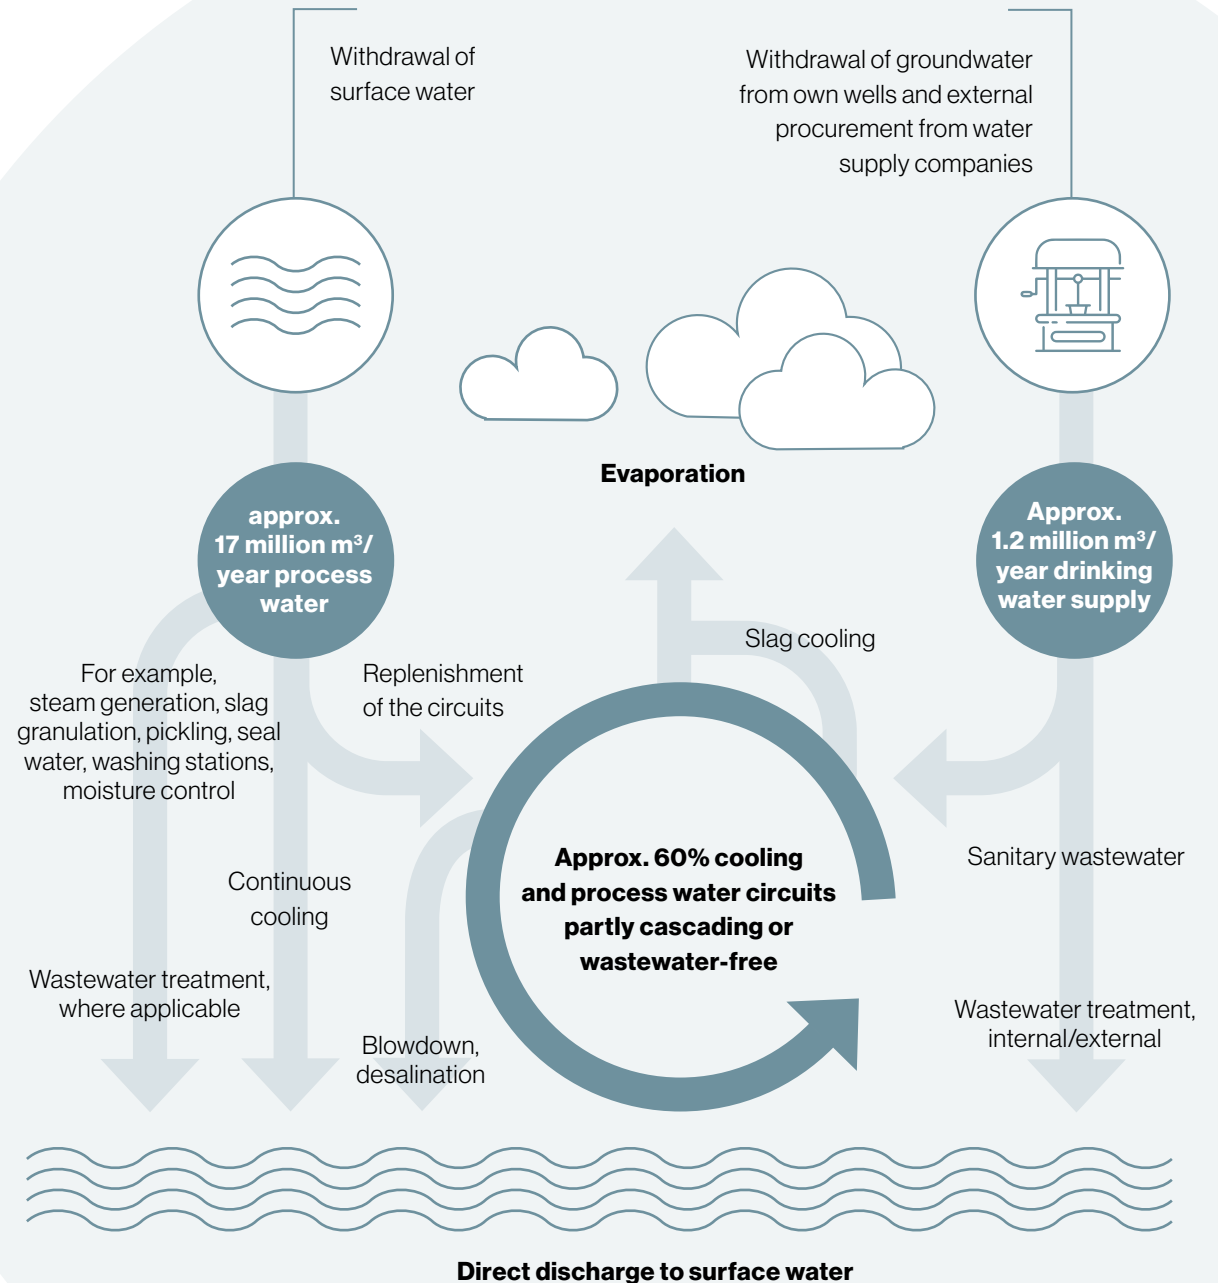 Withdrawal of
surface water
Withdrawal of groundwater
from own wells and external
procurement from water
supply companies
Evaporation
approx.
17 million m³/
year process
water
Approx.
1.2 million m³/
year drinking
water supply
Slag cooling
For example,
steam generation, slag
granulation, pickling, seal
water, washing stations,
moisture control
Replenishment
of the circuits
Approx. 60% cooling
and process water circuits
partly cascading or
wastewater-free
Sanitary wastewater
Continuous
cooling
Wastewater treatment,
where applicable
Wastewater treatment,
internal/external
Blowdown,
desalination
Direct discharge to surface water